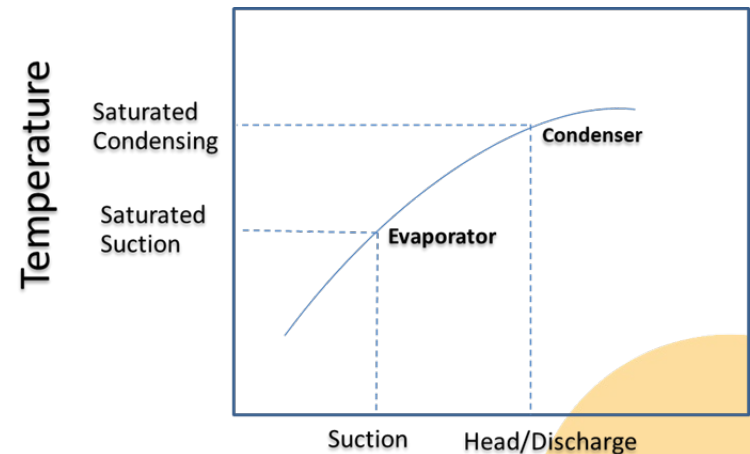 Temperature
Saturated
Condensing
Condenser
Saturated
Suction
Evaporator
Suction
Head/Discharge